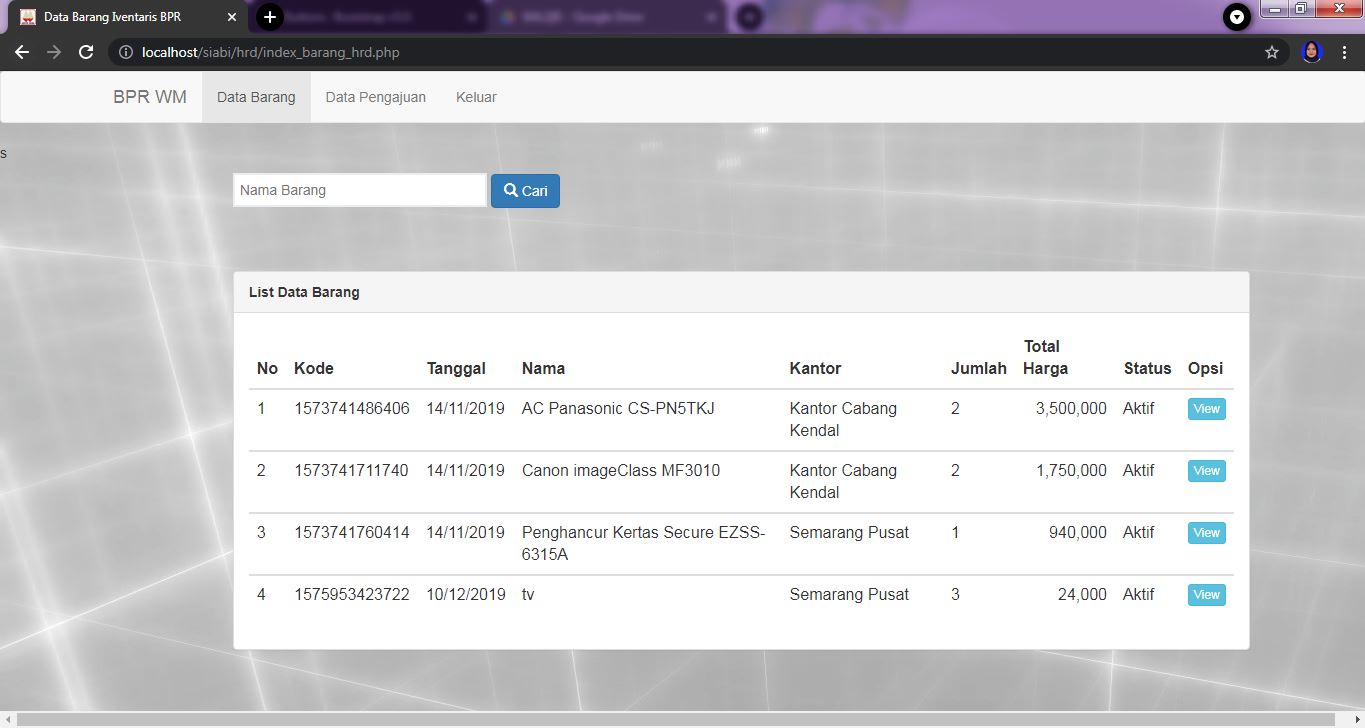 Data Barang Iventaris BPR
localhost/siabi/hrd/index_barang_hrd.php
BPR WM Data Barang Data Pengajuan Keluar
s
Nama Barang Cari
List Data Barang
No Kode Tanggal Nama Kantor Jumlah Total Harga Status Opsi
1 1573741486406 14/11/2019 AC Panasonic CS-PN5TKJ Kantor Cabang Kendal 2 3,500,000 Aktif View
2 1573741711740 14/11/2019 Canon imageClass MF3010 Kantor Cabang Kendal 2 1,750,000 Aktif View
3 1573741760414 14/11/2019 Penghancur Kertas Secure EZSS-6315A Semarang Pusat 1 940,000 Aktif View
4 1575953423722 10/12/2019 tv Semarang Pusat 3 24,000 Aktif View